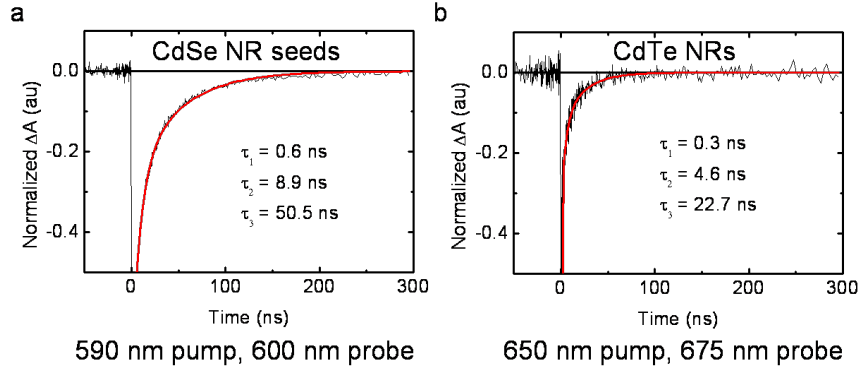 a
CdSe NR seeds
0.0
-0.2
-0.4
Normalized ΔA (au)
τ₁ = 0.6 ns
τ₂ = 8.9 ns
τ₃ = 50.5 ns
0 100 200 300
Time (ns)
590 nm pump, 600 nm probe
b
CdTe NRs
0.0
-0.2
-0.4
Normalized ΔA (au)
τ₁ = 0.3 ns
τ₂ = 4.6 ns
τ₃ = 22.7 ns
0 100 200 300
Time (ns)
650 nm pump, 675 nm probe